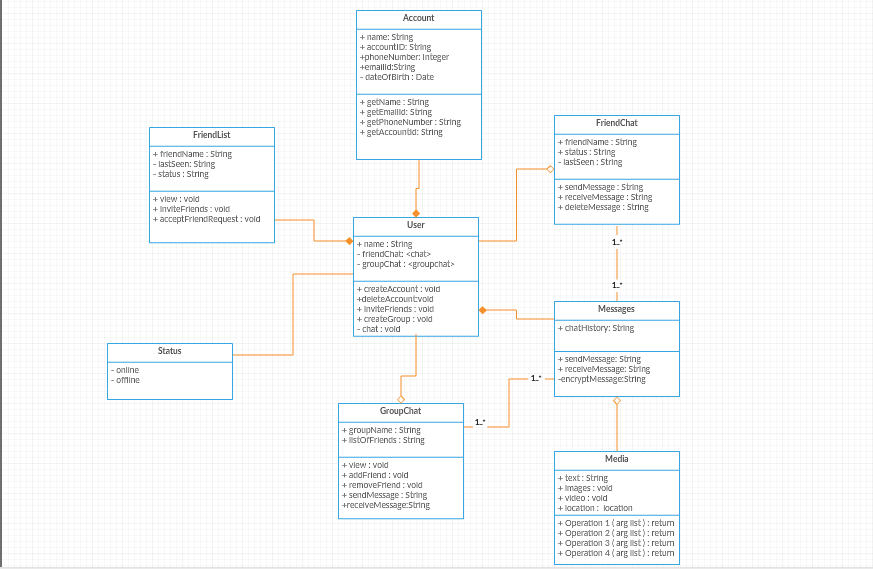 Account
+ name: String
+ accountID: String
+phoneNumber: Integer
+emailid:String
- dateOfBirth : Date
+ getName : String
+ getEmailid: String
+ getPhoneNumber : String
+ getAccountid: String
FriendList
+ friendName : String
- lastSeen: String
- status : String
+ view : void
+ inviteFriends : void
+ acceptFriendRequest : void
FriendChat
+ friendName : String
+ status : String
- lastSeen : String
+ sendMessage : String
+ receiveMessage : String
+ deleteMessage : String
1..*
1..*
User
+ name : String
- friendChat: <chat>
- groupChat : <groupchat>
+ createAccount : void
+deleteAccount:void
+ inviteFriends : void
+ createGroup : void
- chat : void
Messages
+ chatHistory: String
+ sendMessage: String
+ receiveMessage: String
-encryptMessage:String
Status
- online
- offline
1..*
1..*
GroupChat
+ groupName : String
+ listOfFriends : String
+ view : void
+ addFriend : void
+ removeFriend : void
+ sendMessage : String
+receiveMessage:String
Media
+ text : String
+ images : void
+ video : void
+ location : location
+ Operation 1 ( arg list ) : return
+ Operation 2 ( arg list ) : return
+ Operation 3 ( arg list ) : return
+ Operation 4 ( arg list ) : return